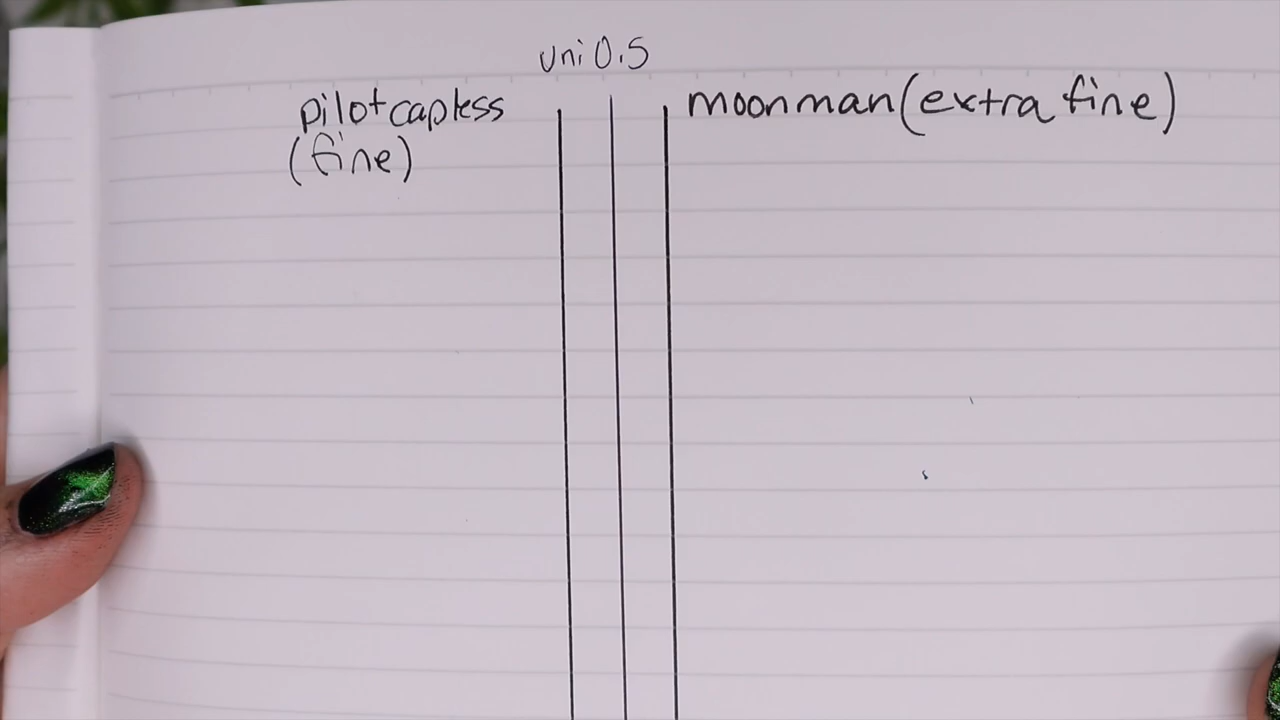 uni 0.5
pilot capless
(fine)
moonman (extra fine)